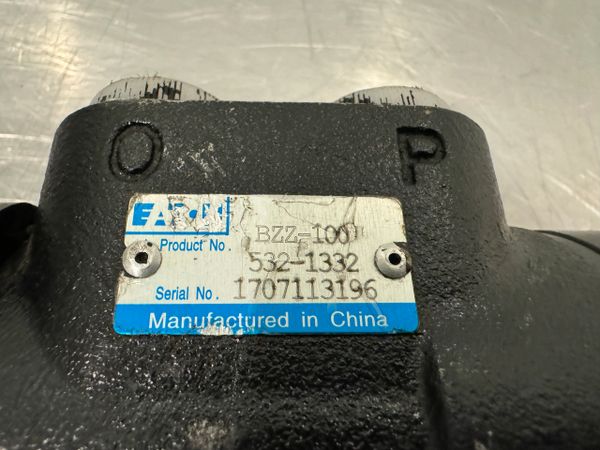 O P
EATON
BZZ-100
Product No. 532-1332
Serial No. 1707113196
Manufactured in China